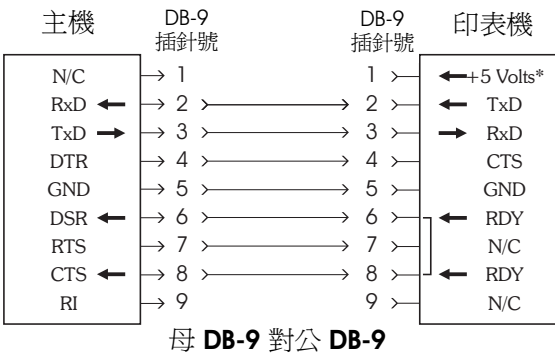 主機 DB-9 DB-9 印表機
插針號 插針號
N/C 1 1 +5 Volts*
RxD 2 2 TxD
TxD 3 3 RxD
DTR 4 4 CTS
GND 5 5 GND
DSR 6 6 RDY
RTS 7 7 N/C
CTS 8 8 RDY
RI 9 9 N/C
母 DB-9 對公 DB-9